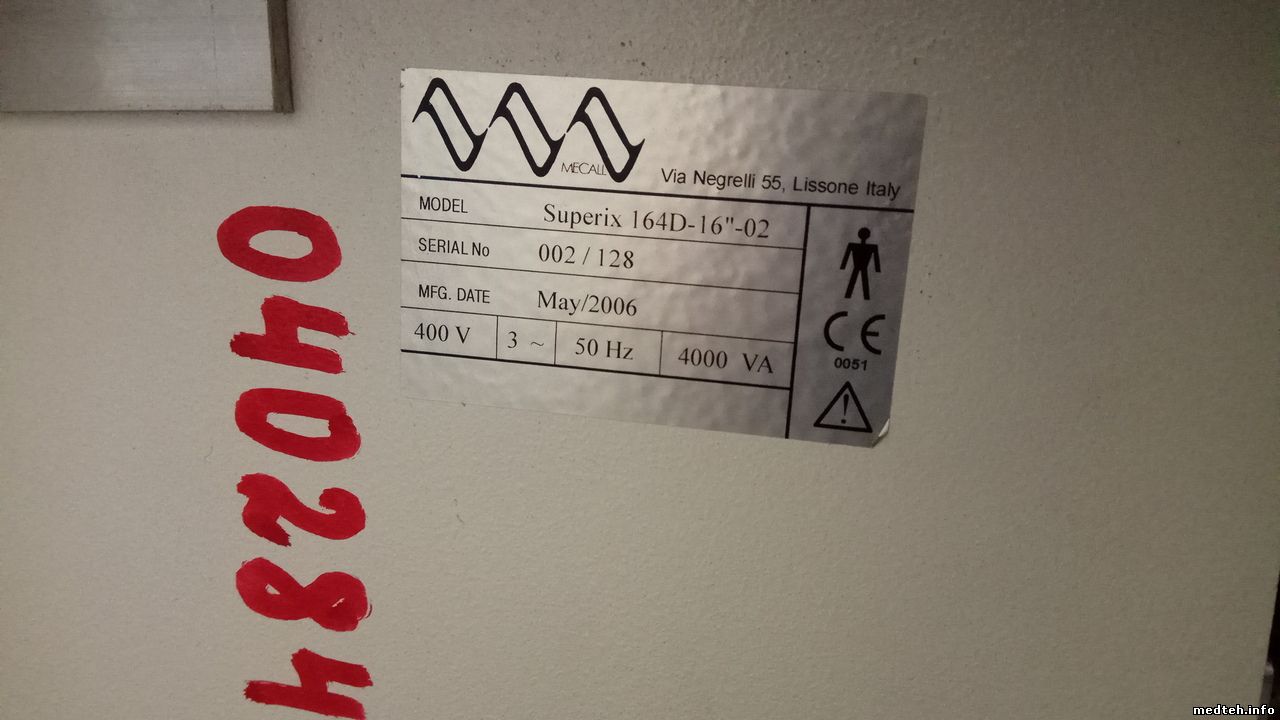 MECALL
Via Negrelli 55, Lissone Italy
MODEL Superix 164D-16"-02
SERIAL No 002 / 128
MFG. DATE May/2006
400 V 3 ~ 50 Hz 4000 VA
CE
0051
040284
medteh.info